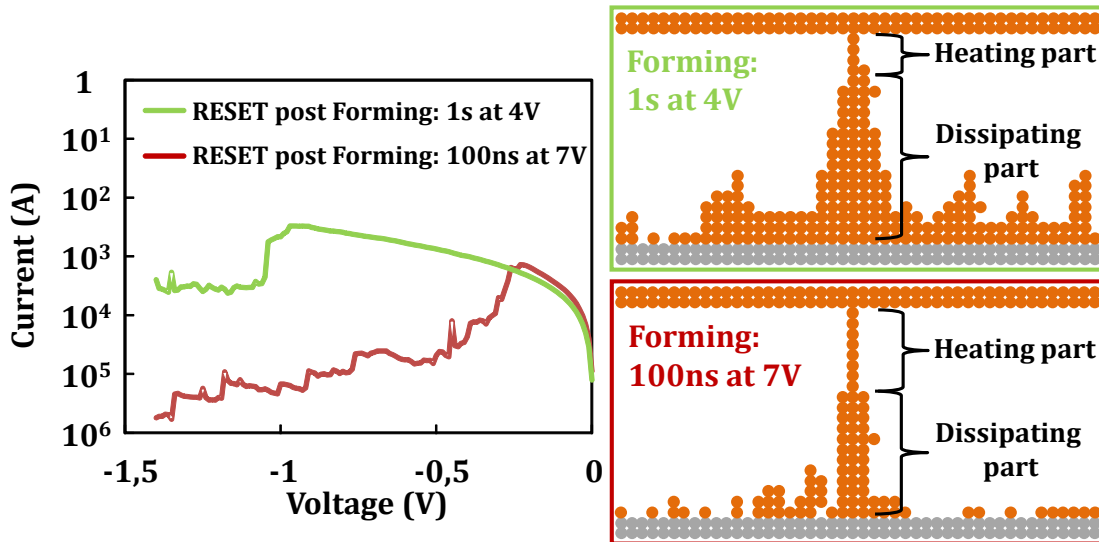 RESET post Forming: 1s at 4V
RESET post Forming: 100ns at 7V
Current (A)
1
10¹
10²
10³
10⁴
10⁵
10⁶
-1,5
-1
-0,5
0
Voltage (V)
Forming:
1s at 4V
Heating part
Dissipating
part
Forming:
100ns at 7V
Heating part
Dissipating
part